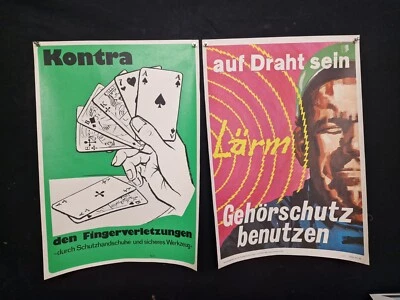 Kontra
den Fingerverletzungen
-durch Schutzhandschuhe und sicheres Werkzeug-
auf Draht sein
Lärm
Gehörschutz
benutzen